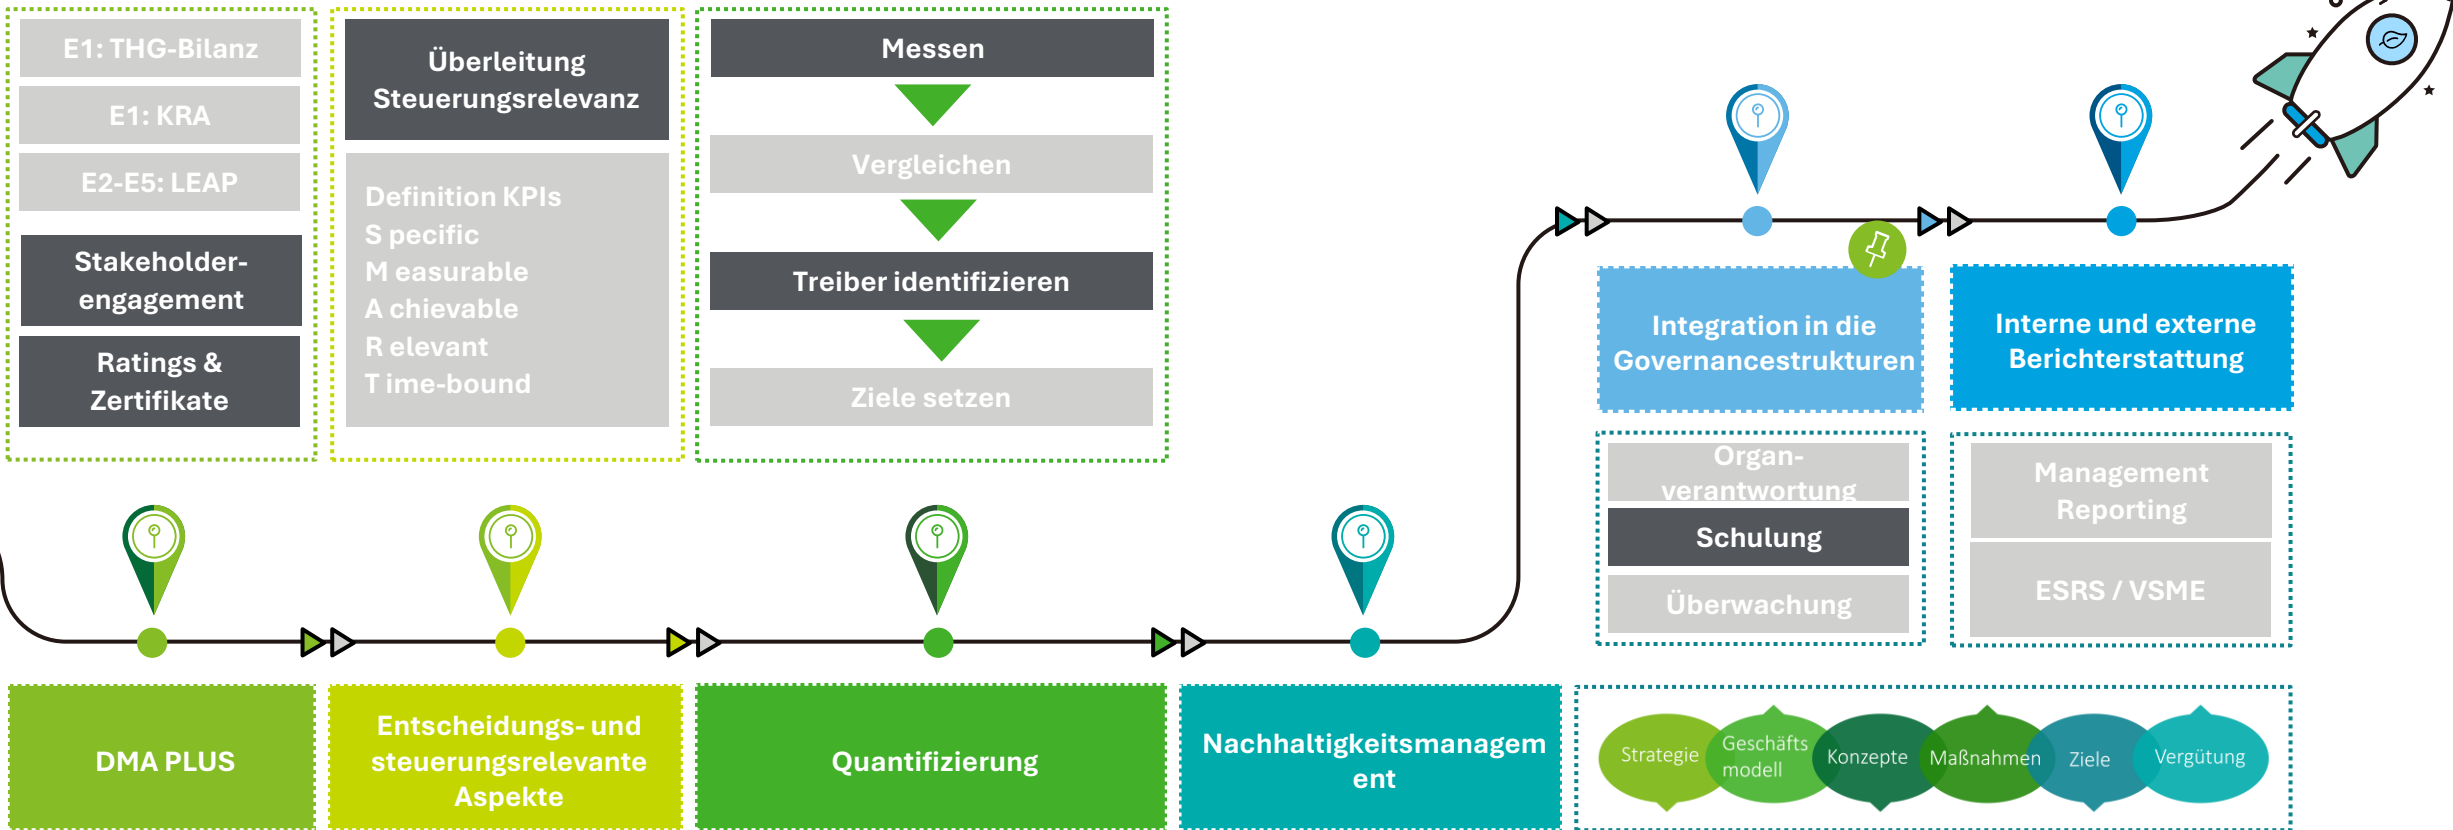 E1: THG-Bilanz
E1: KRA
E2-E5: LEAP
Stakeholder-
engagement
Ratings &
Zertifikate
Überleitung
Steuerungsrelevanz
Definition KPIs
S pecific
M easurable
A chievable
R elevant
T ime-bound
Messen
Vergleichen
Treiber identifizieren
Ziele setzen
Integration in die
Governancestrukturen
Organ-
verantwortung
Schulung
Überwachung
Interne und externe
Berichterstattung
Management
Reporting
ESRS / VSME
DMA PLUS
Entscheidungs- und
steuerungsrelevante
Aspekte
Quantifizierung
Nachhaltigkeitsmanagem
ent
Strategie
Geschäfts
modell
Konzepte
Maßnahmen
Ziele
Vergütung